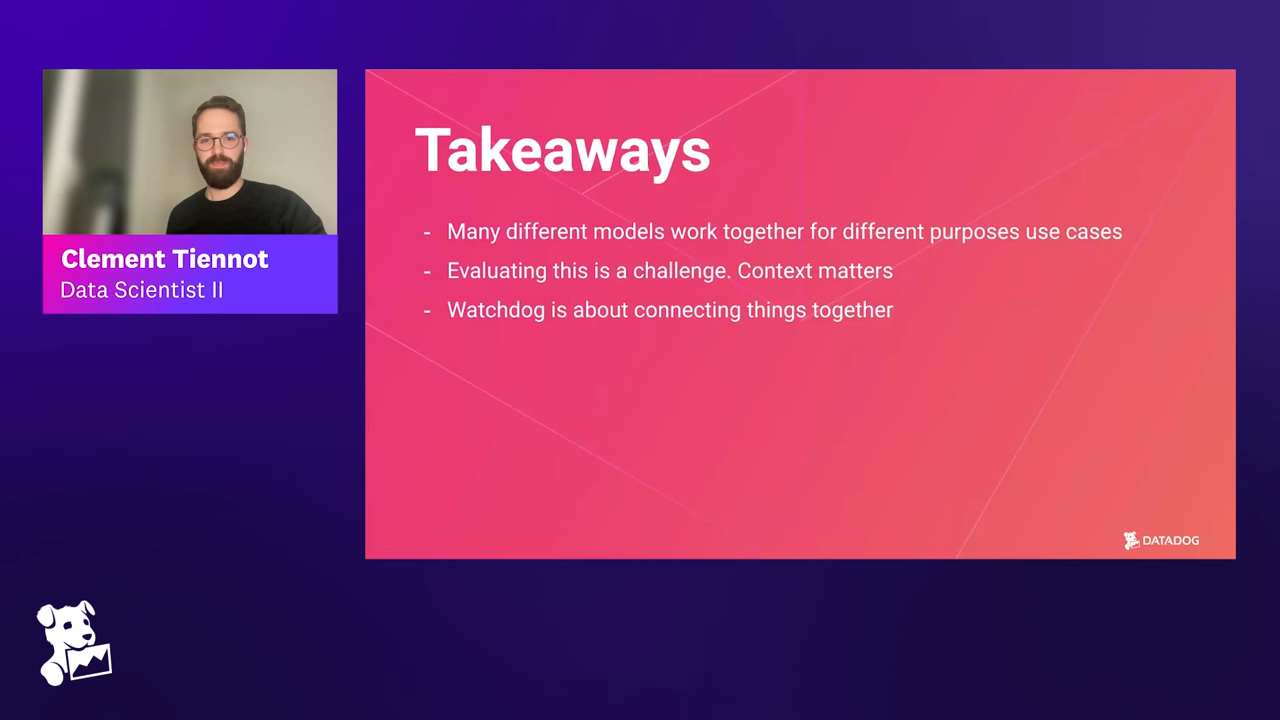 Clement Tiennot
Data Scientist II
Takeaways
- Many different models work together for different purposes use cases
- Evaluating this is a challenge. Context matters
- Watchdog is about connecting things together
DATADOG